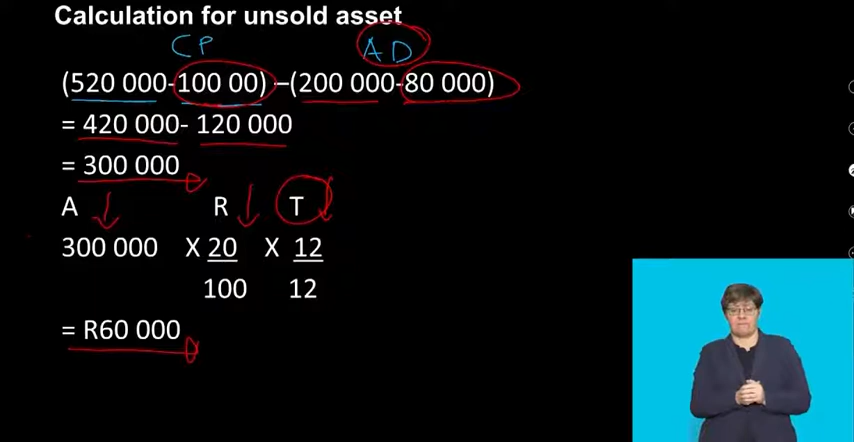 Calculation for unsold asset
CP AD
(520 000-100 00) –(200 000-80 000)
= 420 000- 120 000
= 300 000
A R T
300 000 X 20 X 12
100 12
= R60 000